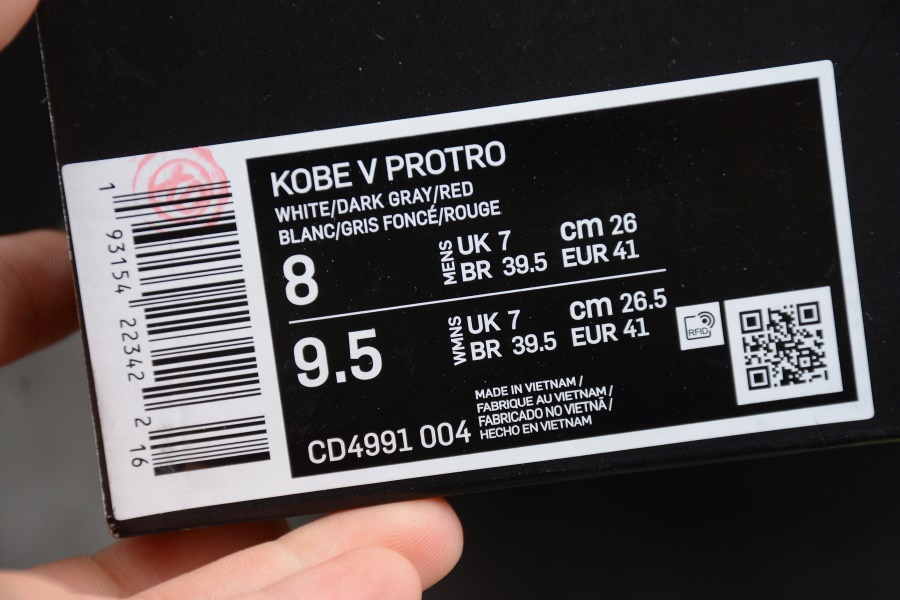 KOBE V PROTRO
WHITE/DARK GRAY/RED
BLANC/GRIS FONCÉ/ROUGE
8
MENS
UK 7
BR 39.5
cm 26
EUR 41
9.5
WMNS
UK 7
BR 39.5
cm 26.5
EUR 41
RFID
MADE IN VIETNAM /
FABRIQUE AU VIETNAM /
FABRICADO NO VIETNÃ /
HECHO EN VIETNAM
CD4991 004
1 93154 22342 2 16